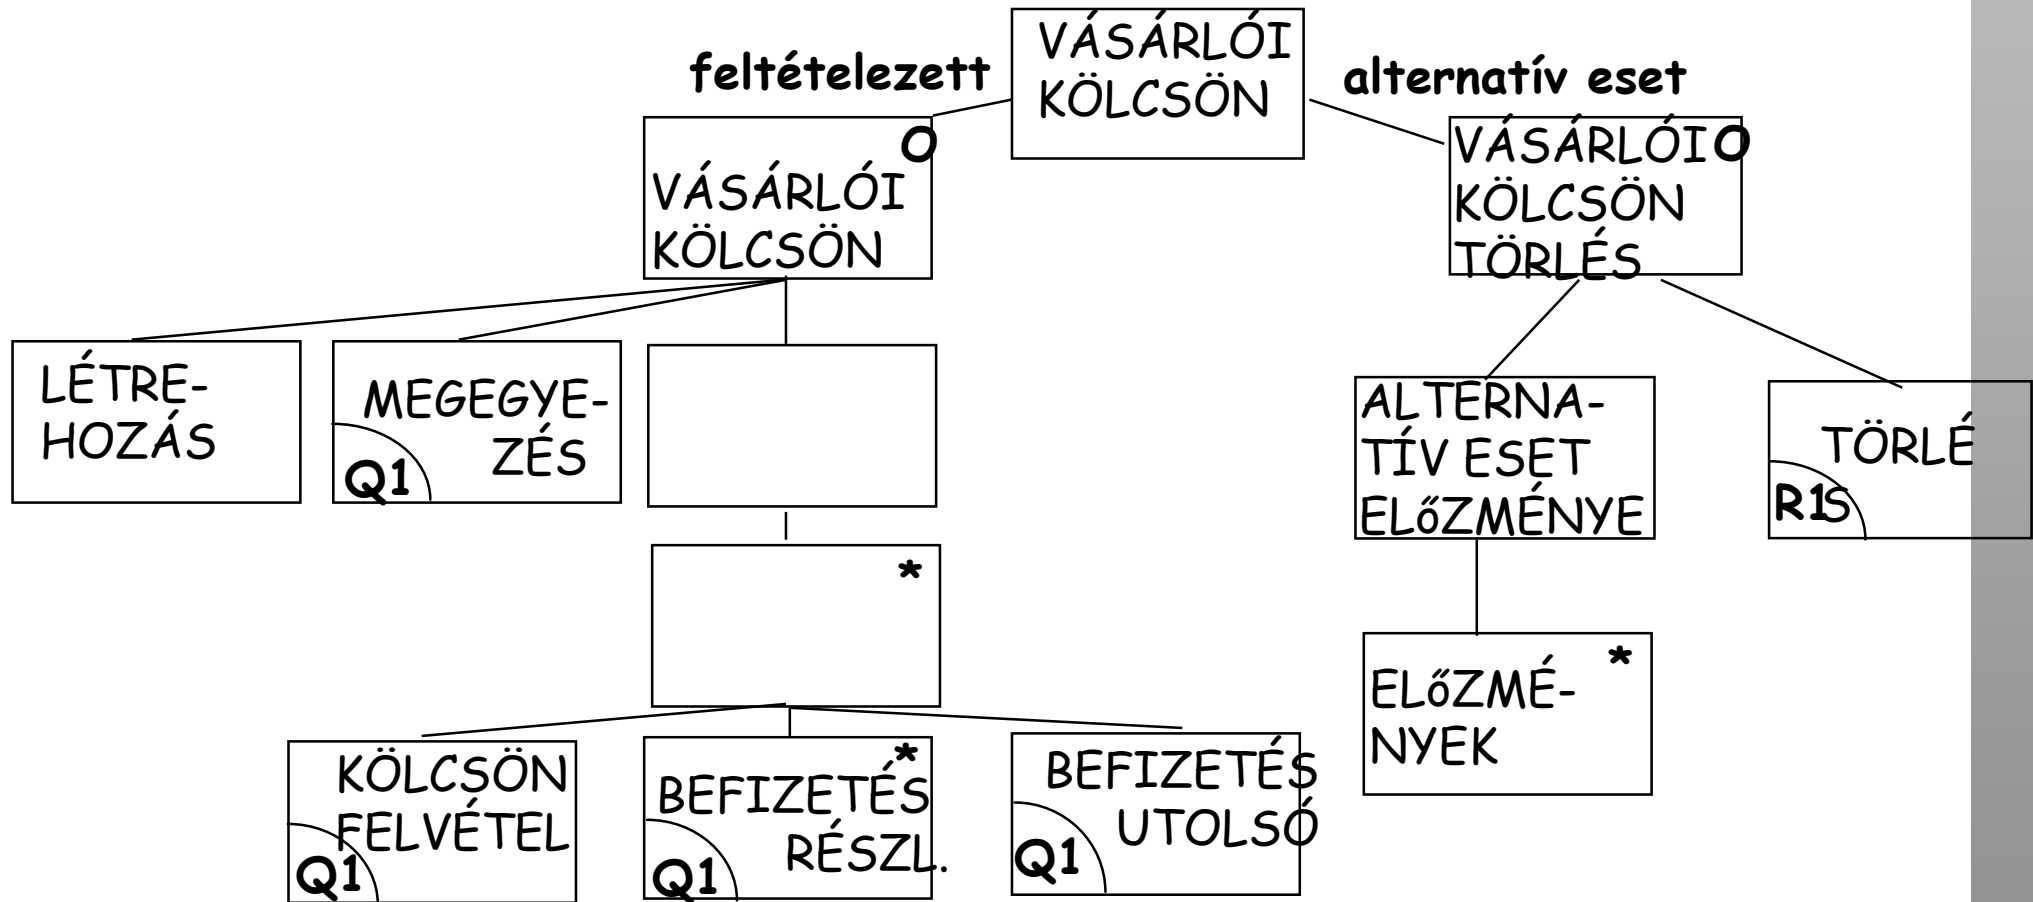 VÁSÁRLÓI
KÖLCSÖN
feltételezett
alternatív eset
O
VÁSÁRLÓI
KÖLCSÖN
VÁSÁRLÓI O
KÖLCSÖN
TÖRLÉS
LÉTRE-
HOZÁS
MEGEGYE-
ZÉS
Q1
ALTERNA-
TÍV ESET
ELőZMÉNYE
TÖRLÉ
S
R1
*
*
ELőZMÉ-
NYEK
KÖLCSÖN
FELVÉTEL
Q1
*
BEFIZETÉS
RÉSZL.
Q1
BEFIZETÉS
UTOLSÓ
Q1